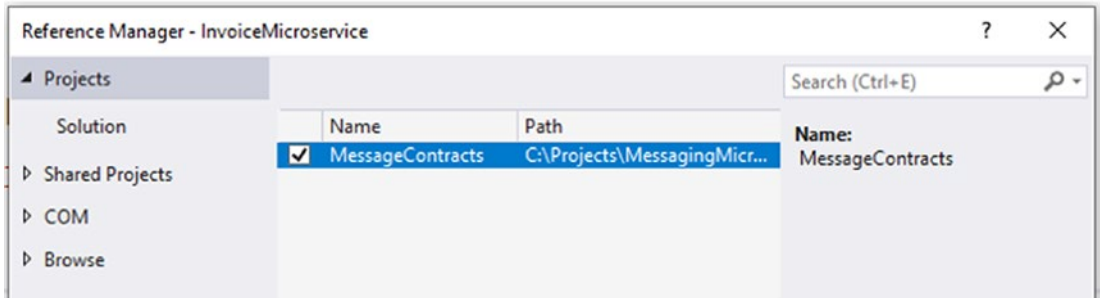 Reference Manager - InvoiceMicroservice ? ×
Projects
Solution
Shared Projects
COM
Browse
Name Path
MessageContracts C:\Projects\MessagingMicr...
Search (Ctrl+E)
Name:
MessageContracts